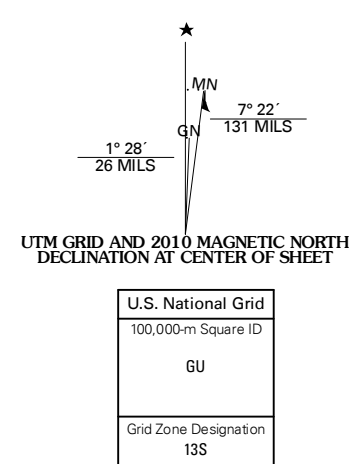 ★
MN
GN
7° 22´
131 MILS
1° 28´
26 MILS
UTM GRID AND 2010 MAGNETIC NORTH
DECLINATION AT CENTER OF SHEET
U.S. National Grid
100,000-m Square ID
GU
Grid Zone Designation
13S